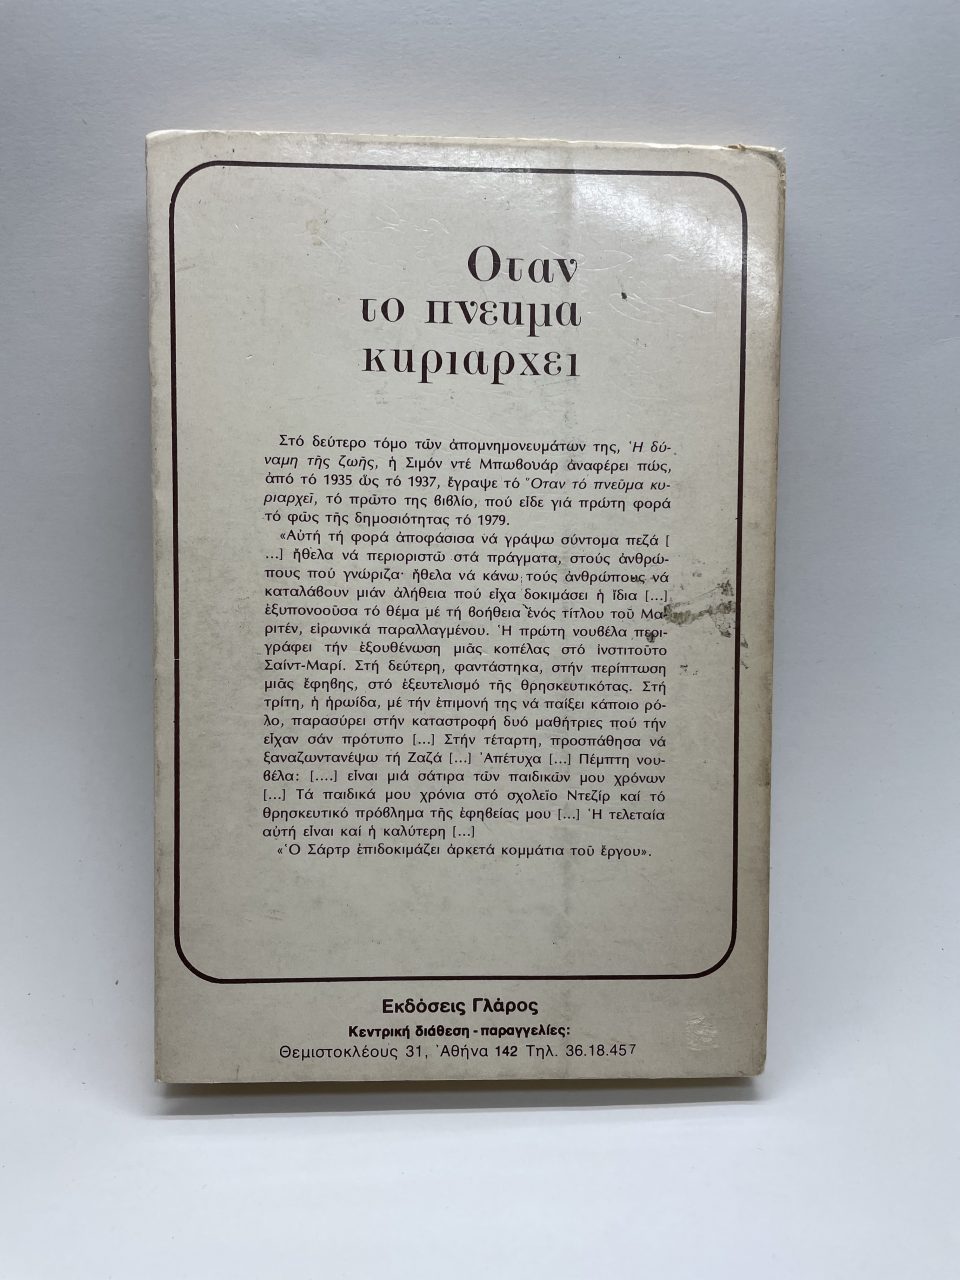 Οταν
το πνευμα
κυριαρχει
Στό δεύτερο τόμο τῶν ἀπομνημονευμάτων της, Ἡ δύ-
ναμη τῆς ζωῆς, ἡ Σιμόν ντέ Μπωβουάρ ἀναφέρει πώς,
ἀπό τό 1935 ὥς τό 1937, ἔγραψε τό Ὅταν τό πνεῦμα κυ-
ριαρχεῖ, τό πρῶτο της βιβλίο, πού εἶδε γιά πρώτη φορά
τό φῶς τῆς δημοσιότητας τό 1979.
«Αὐτή τή φορά ἀποφάσισα νά γράψω σύντομα πεζά [
...] ἤθελα νά περιοριστῶ στά πράγματα, στούς ἀνθρώ-
πους πού γνώριζα· ἤθελα νά κάνω τούς ἀνθρώπους νά
καταλάβουν μιάν ἀλήθεια πού εἶχα δοκιμάσει ἡ ἴδια [...]
ἐξυπονοοῦσα τό θέμα μέ τή βοήθεια ἑνός τίτλου τοῦ Μα-
ριτέν, εἰρωνικά παραλλαγμένου. Ἡ πρώτη νουβέλα περι-
γράφει τήν ἐξουθένωση μιᾶς κοπέλας στό ἰνστιτοῦτο
Σαίντ-Μαρί. Στή δεύτερη, φαντάστηκα, στήν περίπτωση
μιᾶς ἔφηβης, στό ἐξευτελισμό τῆς θρησκευτικότας. Στή
τρίτη, ἡ ἡρωίδα, μέ τήν ἐπιμονή της νά παίξει κάποιο ρό-
λο, παρασύρει στήν καταστροφή δυό μαθήτριες πού τήν
εἶχαν σάν πρότυπο [...] Στήν τέταρτη, προσπάθησα νά
ξαναζωντανέψω τή Ζαζά [...] Ἀπέτυχα [...] Πέμπτη νου-
βέλα: [....] εἶναι μιά σάτιρα τῶν παιδικῶν μου χρόνων
[...] Τά παιδικά μου χρόνια στό σχολεῖο Ντεζίρ καί τό
θρησκευτικό πρόβλημα τῆς ἐφηβείας μου [...] Ἡ τελεταία
αὐτή εἶναι καί ἡ καλύτερη [...]
«Ὁ Σάρτρ ἐπιδοκιμάζει ἀρκετά κομμάτια τοῦ ἔργου».
Εκδόσεις Γλάρος
Κεντρική διάθεση - παραγγελίες:
Θεμιστοκλέους 31, Ἀθήνα 142 Τηλ. 36.18.457